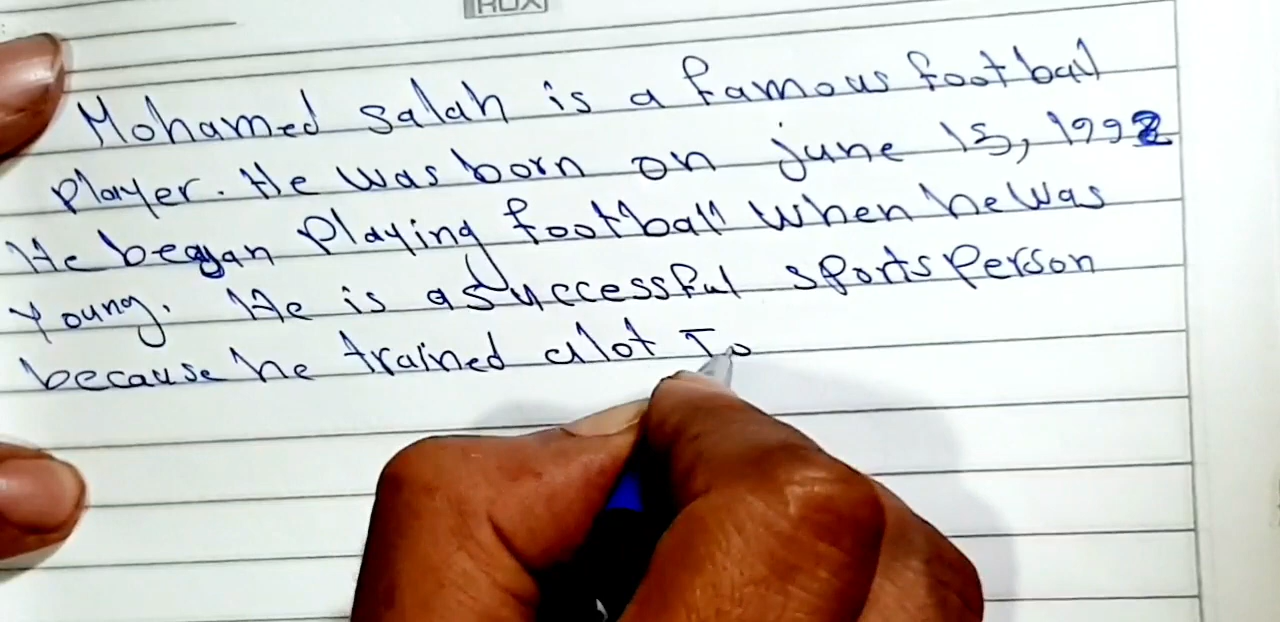 Mohamed salah is a famous football
player. He was born on june 15, 1992
He began Playing football when he was
Young. He is a successful sports Person
because he trained alot To